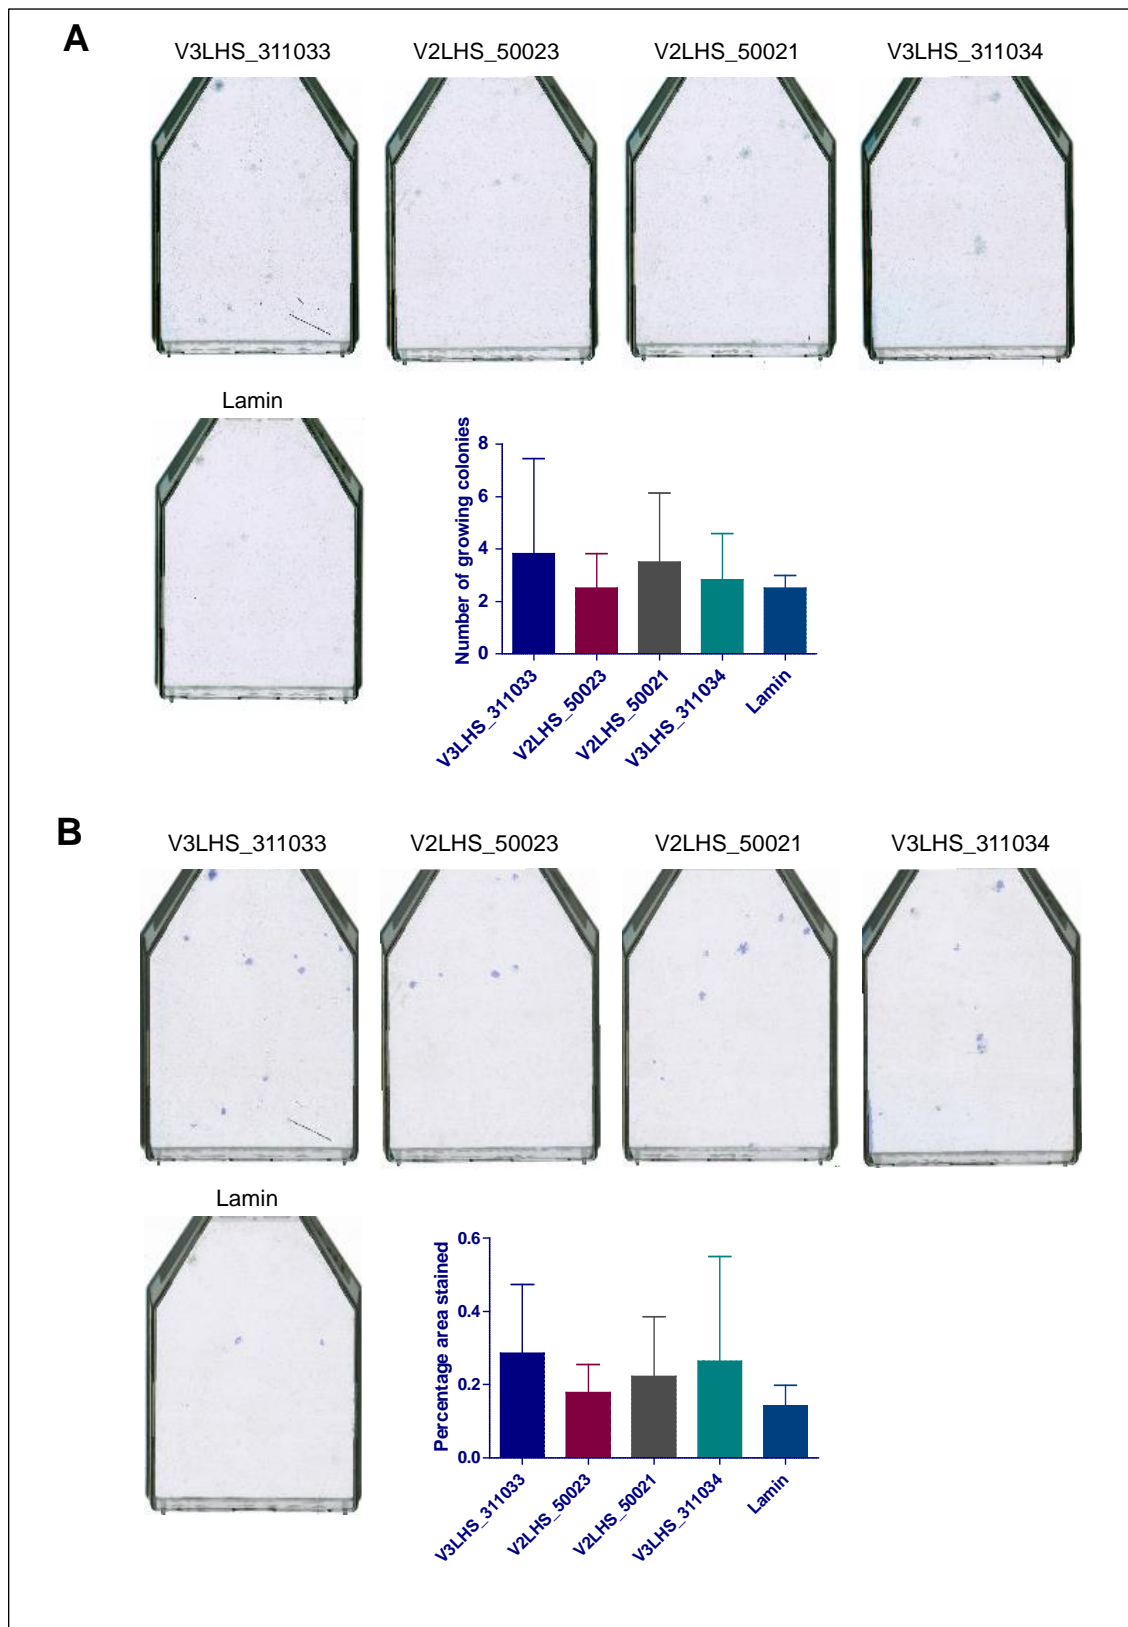 A
V3LHS_311033 V2LHS_50023 V2LHS_50021 V3LHS_311034
Lamin
Number of growing colonies
8
6
4
2
0
V3LHS_311033 V2LHS_50023 V2LHS_50021 V3LHS_311034 Lamin
B
V3LHS_311033 V2LHS_50023 V2LHS_50021 V3LHS_311034
Lamin
Percentage area stained
0.6
0.4
0.2
0.0
V3LHS_311033 V2LHS_50023 V2LHS_50021 V3LHS_311034 Lamin